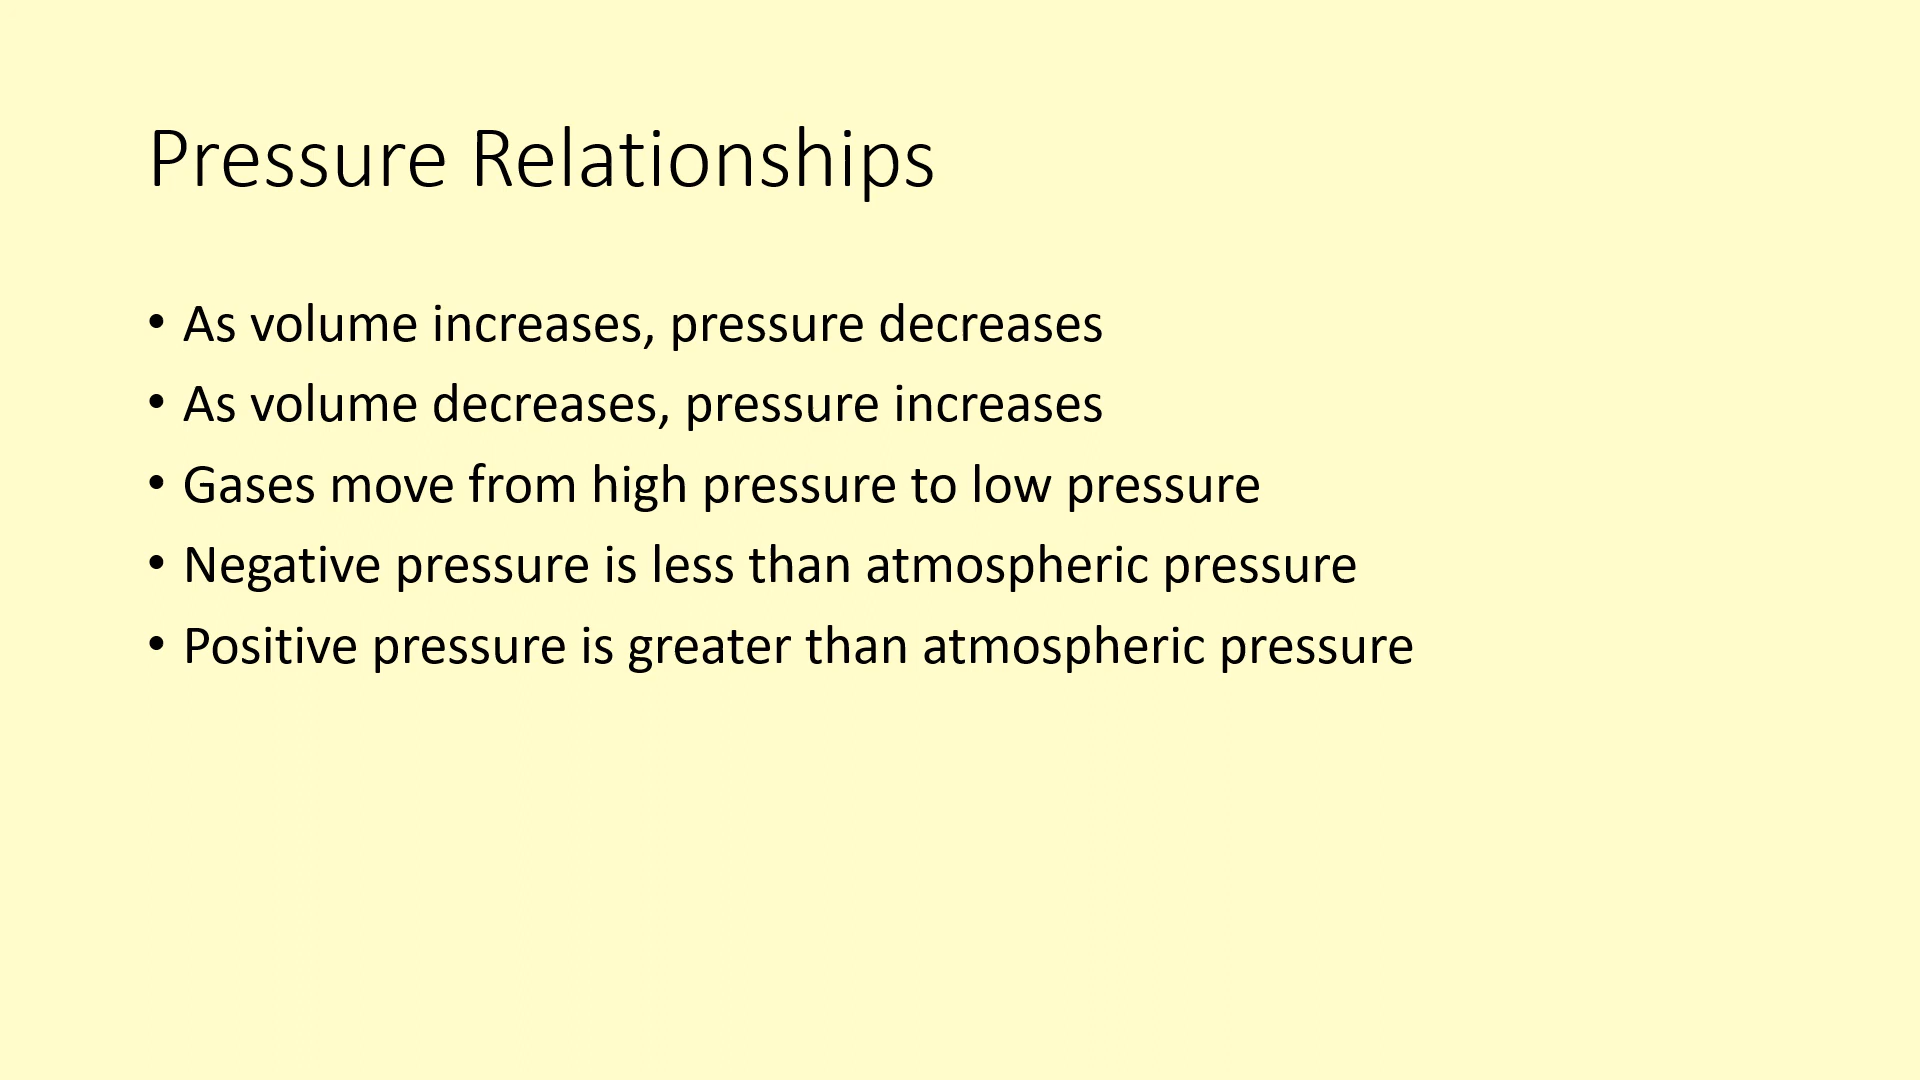 Pressure Relationships
• As volume increases, pressure decreases
• As volume decreases, pressure increases
• Gases move from high pressure to low pressure
• Negative pressure is less than atmospheric pressure
• Positive pressure is greater than atmospheric pressure